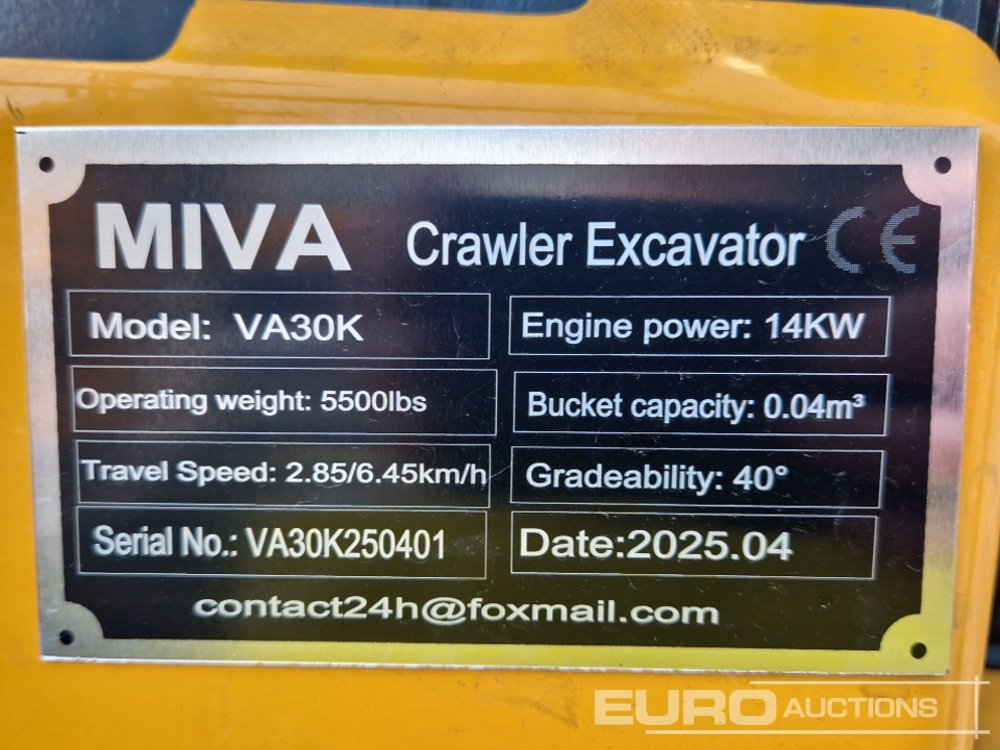 MIVA Crawler Excavator CE
Model: VA30K
Engine power: 14KW
Operating weight: 5500lbs
Bucket capacity: 0.04m³
Travel Speed: 2.85/6.45km/h
Gradeability: 40°
Serial No.: VA30K250401
Date:2025.04
contact24h@foxmail.com
EURO AUCTIONS